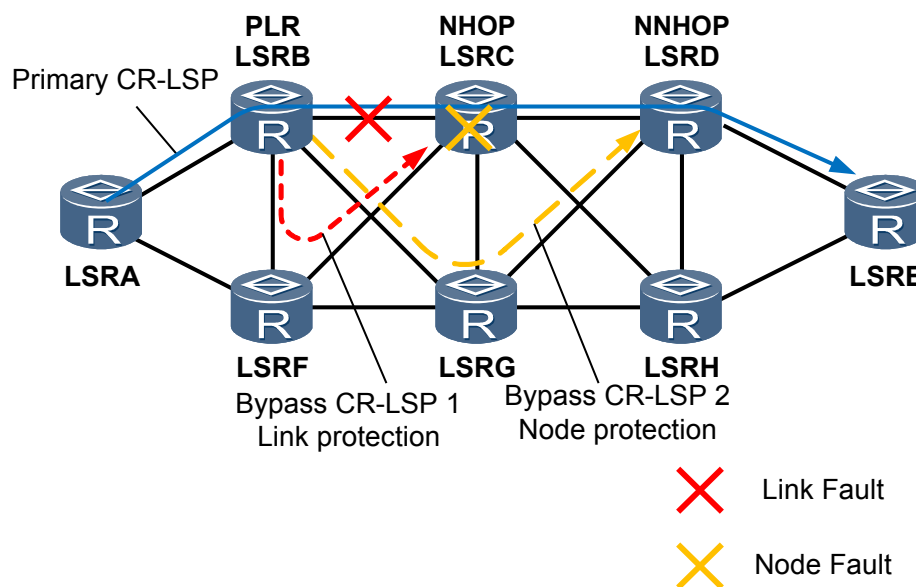 PLR
LSRB
NHOP
LSRC
NNHOP
LSRD
Primary CR-LSP
R
R
R
R
R
LSRA
LSRE
R
R
R
LSRF
LSRG
LSRH
Bypass CR-LSP 1
Link protection
Bypass CR-LSP 2
Node protection
Link Fault
Node Fault